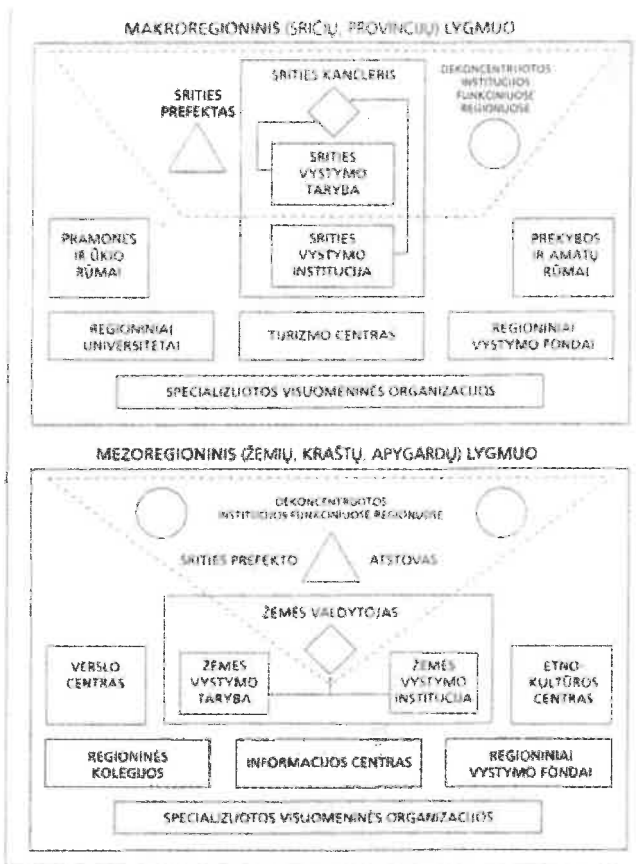 MAKROREGIONINIS (SRIČIŲ, PROVINCIJŲ) LYGMUO
SRITIES
PREFEKTAS
SRITIES KANCLERIS
DEKONCENTRUOTOS
INSTITUCIJOS
FUNKCINIUOSE
REGIONUOSE
SRITIES
VYSTYMO
TARYBA
PRAMONĖS
IR ŪKIO
RŪMAI
SRITIES
VYSTYMO
INSTITUCIJA
PREKYBOS
IR AMATŲ
RŪMAI
REGIONINIAI
UNIVERSITETAI
TURIZMO CENTRAS
REGIONINIAI
VYSTYMO FONDAI
SPECIALIZUOTOS VISUOMENINĖS ORGANIZACIJOS
MEZOREGIONINIS (ŽEMIŲ, KRAŠTŲ, APYGARDŲ) LYGMUO
DEKONCENTRUOTOS
INSTITUCIJOS FUNKCINIUOSE REGIONUOSE
SRITIES PREFEKTO ATSTOVAS
ŽEMĖS VALDYTOJAS
VERSLO
CENTRAS
ŽEMĖS
VYSTYMO
TARYBA
ŽEMĖS
VYSTYMO
INSTITUCIJA
ETNO-
KULTŪROS
CENTRAS
REGIONINĖS
KOLEGIJOS
INFORMACIJOS CENTRAS
REGIONINIAI
VYSTYMO FONDAI
SPECIALIZUOTOS VISUOMENINĖS ORGANIZACIJOS